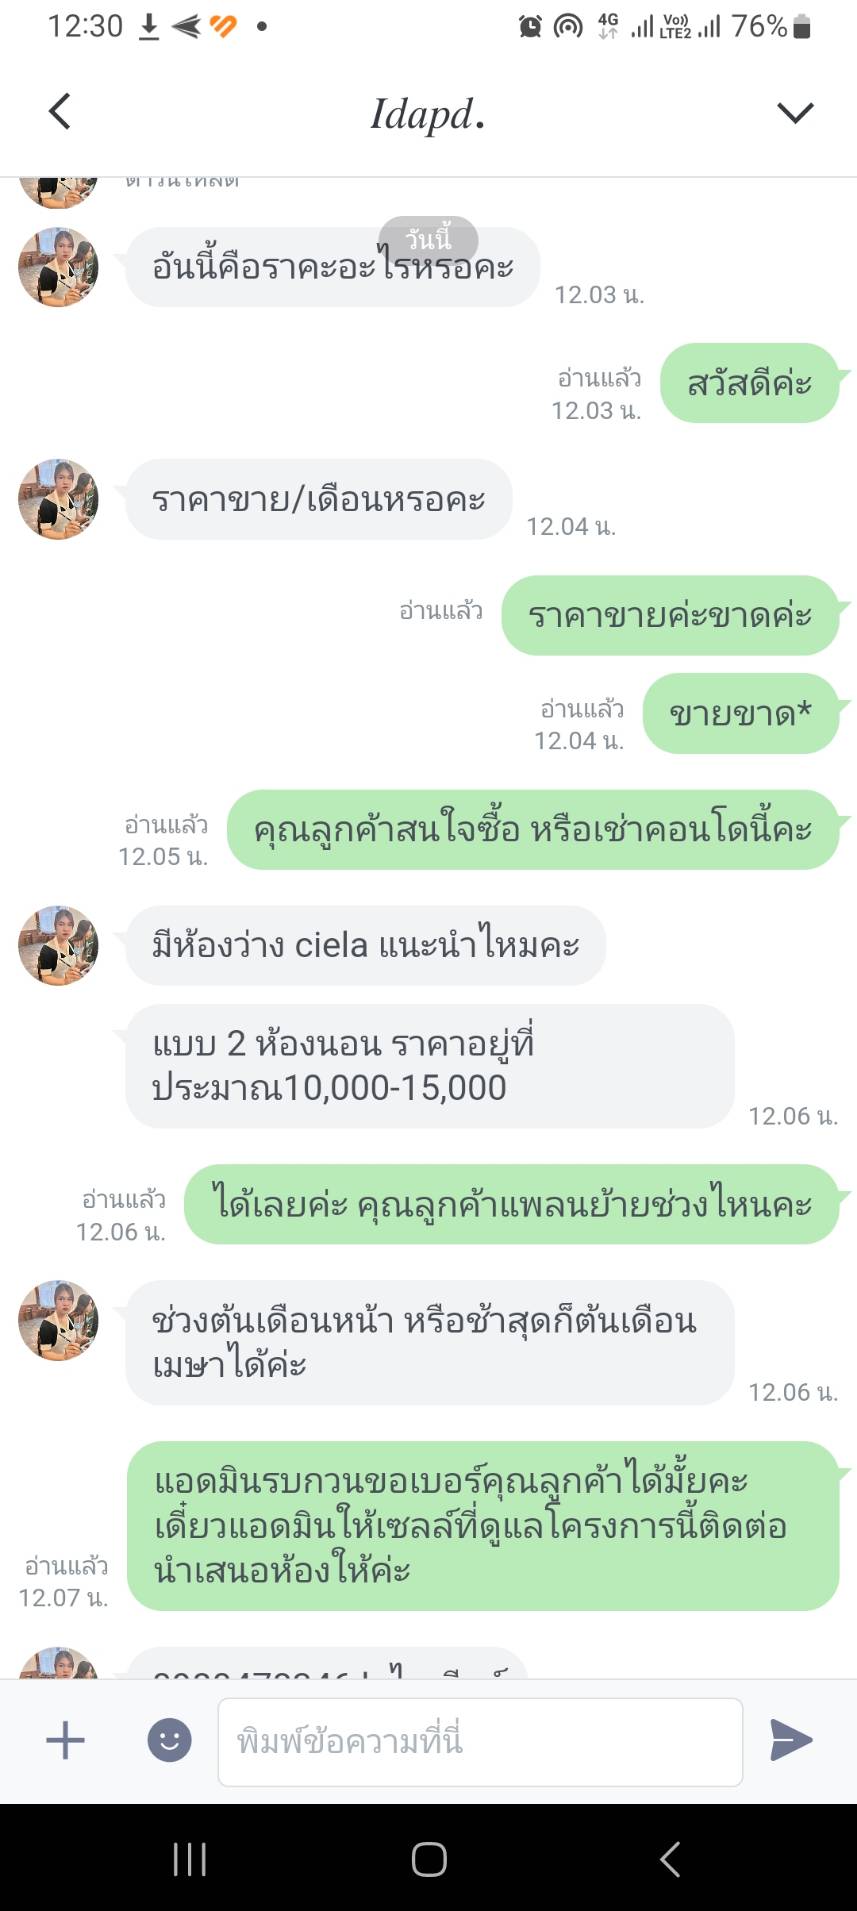 12:30
4G
Vo))
LTE2
76%
Idapd.
วันนี้
อันนี้คือราคะอะไรหรอคะ
12.03 น.
อ่านแล้ว
12.03 น.
สวัสดีค่ะ
ราคาขาย/เดือนหรอคะ
12.04 น.
อ่านแล้ว
ราคาขายค่ะขาดค่ะ
อ่านแล้ว
12.04 น.
ขายขาด*
อ่านแล้ว
12.05 น.
คุณลูกค้าสนใจซื้อ หรือเช่าคอนโดนี้คะ
มีห้องว่าง ciela แนะนำไหมคะ
แบบ 2 ห้องนอน ราคาอยู่ที่
ประมาณ10,000-15,000
12.06 น.
อ่านแล้ว
12.06 น.
ได้เลยค่ะ คุณลูกค้าแพลนย้ายช่วงไหนคะ
ช่วงต้นเดือนหน้า หรือช้าสุดก็ต้นเดือน
เมษาได้ค่ะ
12.06 น.
แอดมินรบกวนขอเบอร์คุณลูกค้าได้มั้ยคะ
เดี๋ยวแอดมินให้เซลล์ที่ดูแลโครงการนี้ติดต่อ
นำเสนอห้องให้ค่ะ
อ่านแล้ว
12.07 น.
พิมพ์ข้อความที่นี่